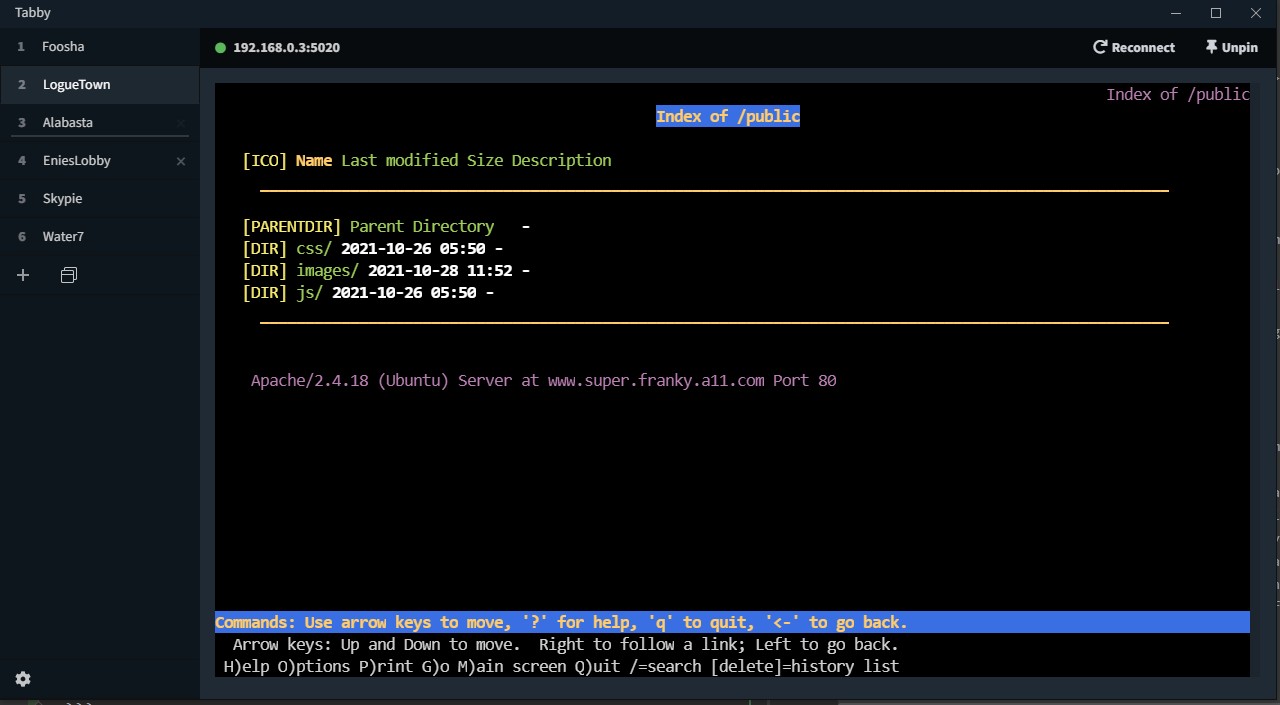 Tabby
1 Foosha
2 LogueTown
3 Alabasta
4 EniesLobby
5 Skypie
6 Water7
192.168.0.3:5020
Reconnect
Unpin
Index of /public
Index of /public
[ICO] Name Last modified Size Description
[PARENTDIR] Parent Directory   -
[DIR] css/ 2021-10-26 05:50 -
[DIR] images/ 2021-10-28 11:52 -
[DIR] js/ 2021-10-26 05:50 -
Apache/2.4.18 (Ubuntu) Server at www.super.franky.a11.com Port 80
Commands: Use arrow keys to move, '?' for help, 'q' to quit, '<-' to go back.
Arrow keys: Up and Down to move.  Right to follow a link; Left to go back.
H)elp O)ptions P)rint G)o M)ain screen Q)uit /=search [delete]=history list